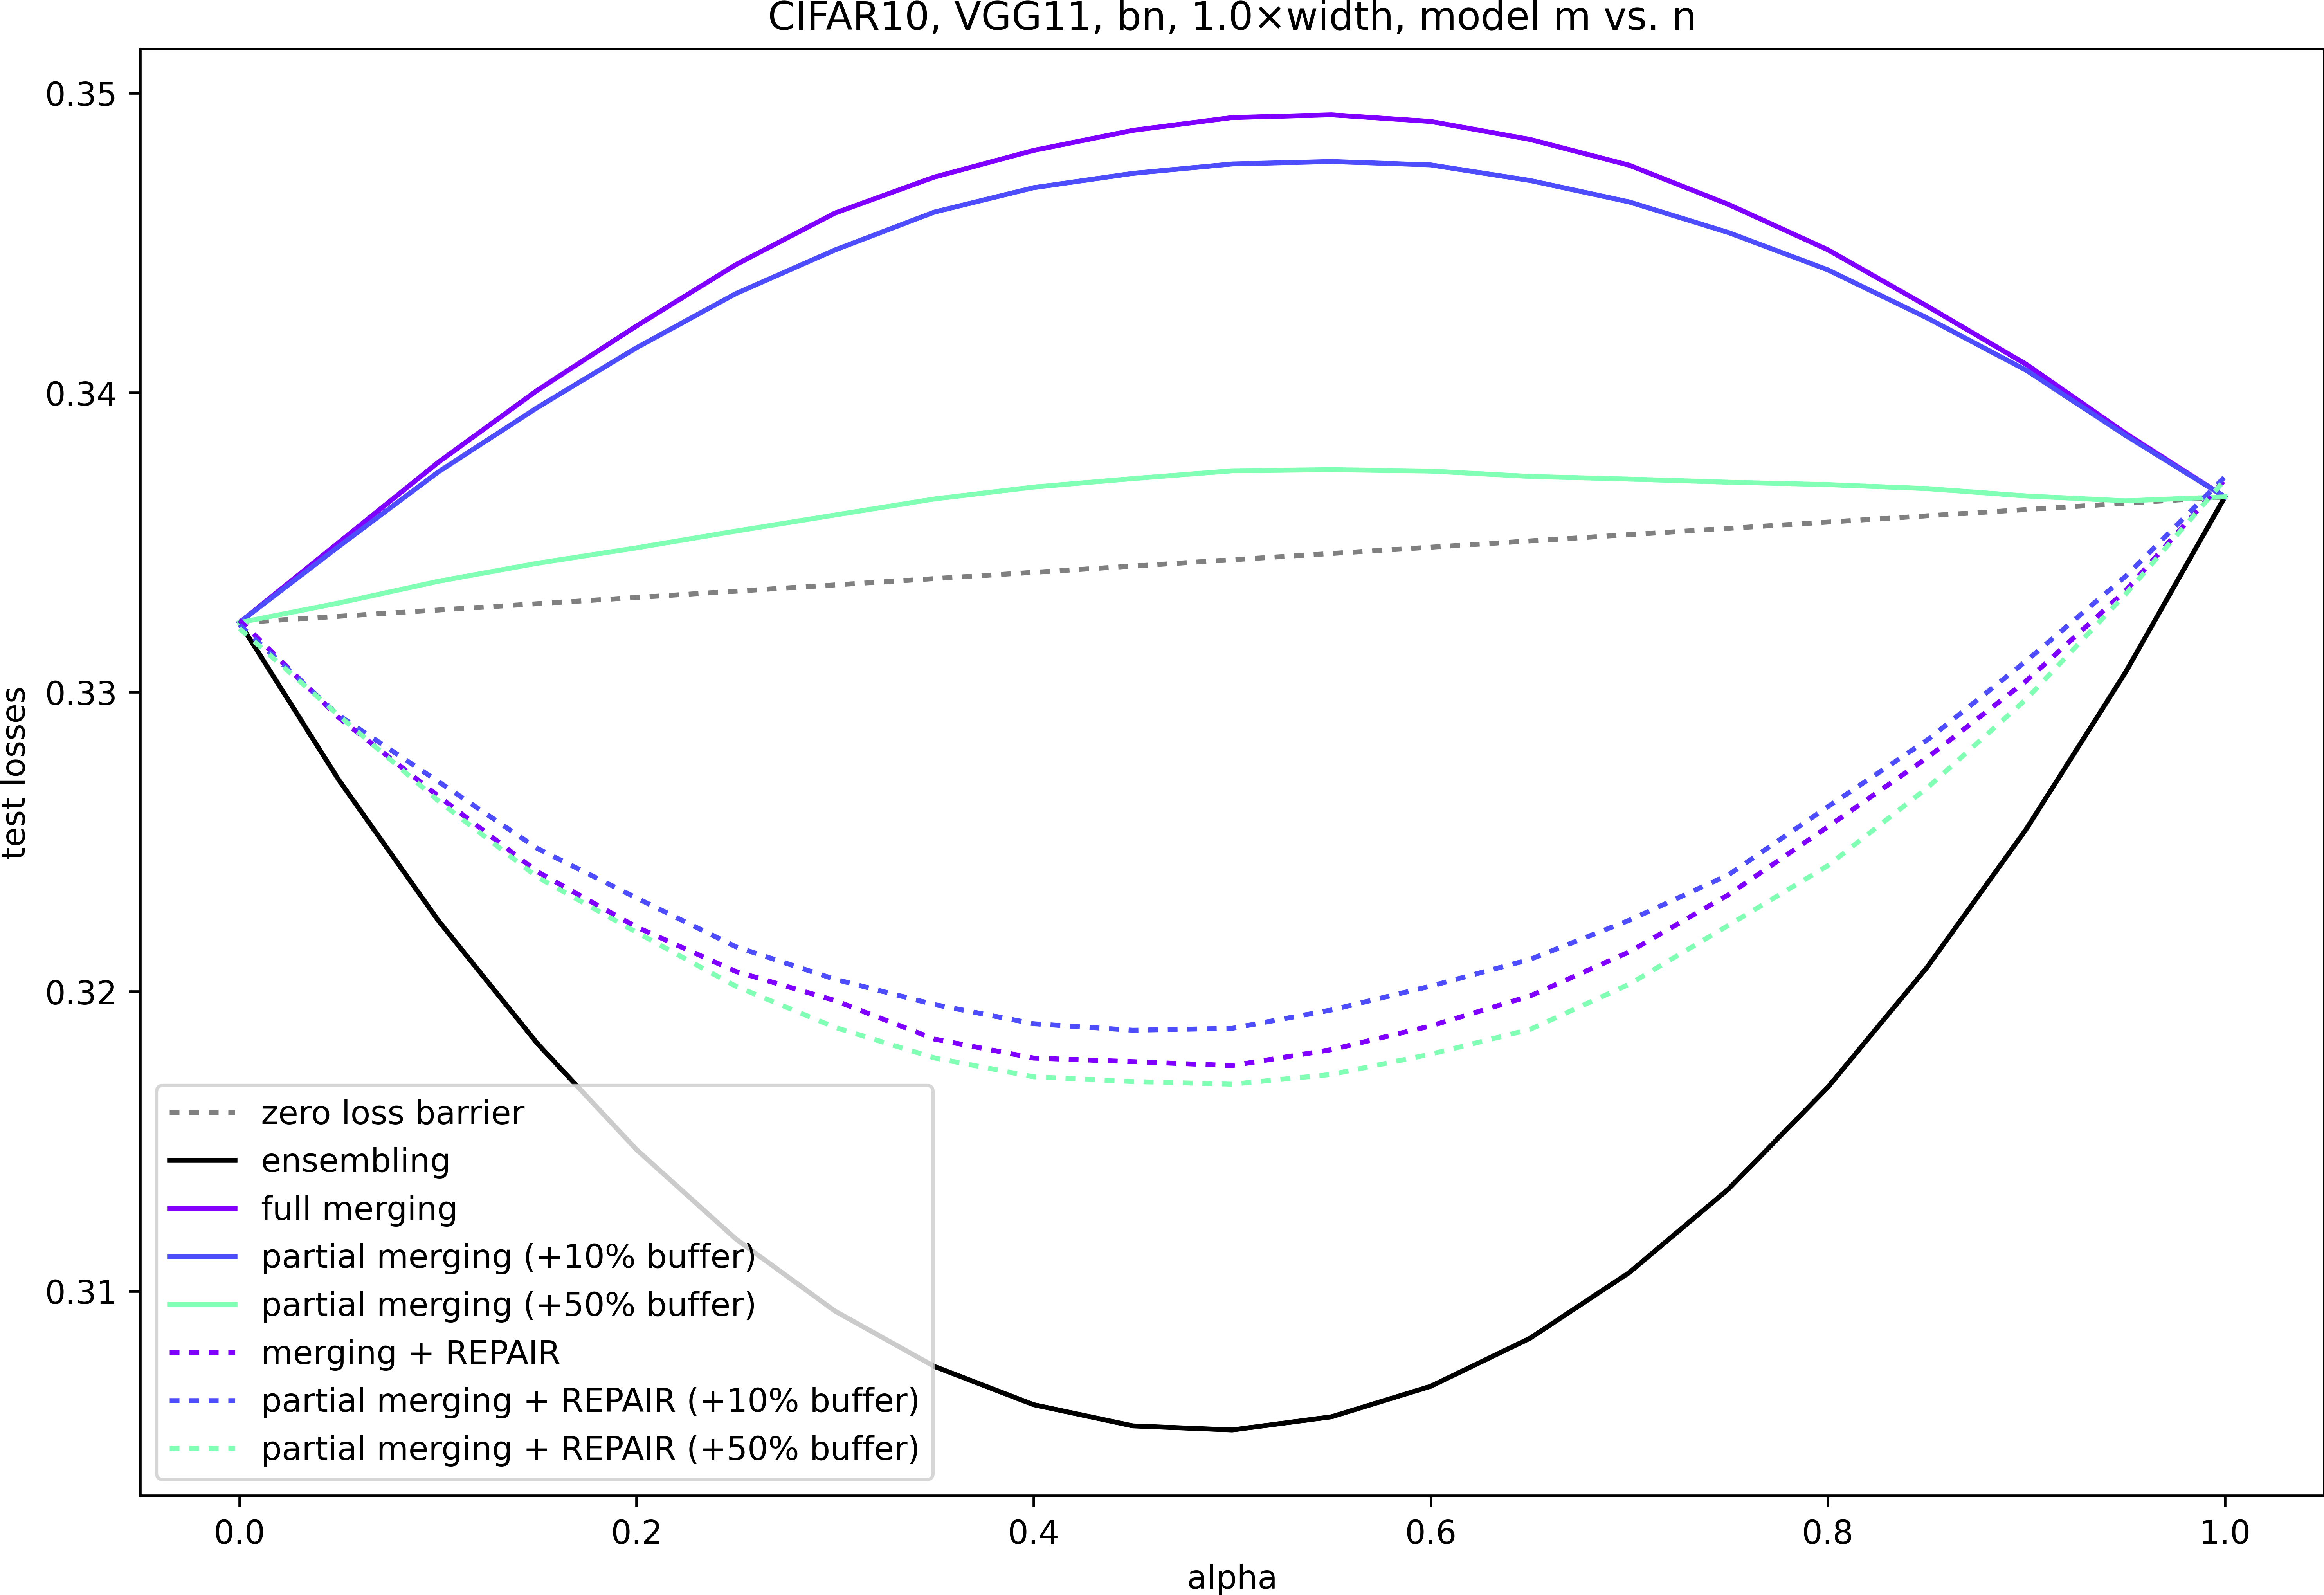 CIFAR10, VGG11, bn, 1.0×width, model m vs. n
0.35
0.34
0.33
0.32
0.31
test losses
zero loss barrier
ensembling
full merging
partial merging (+10% buffer)
partial merging (+50% buffer)
merging + REPAIR
partial merging + REPAIR (+10% buffer)
partial merging + REPAIR (+50% buffer)
0.0 0.2 0.4 0.6 0.8 1.0
alpha